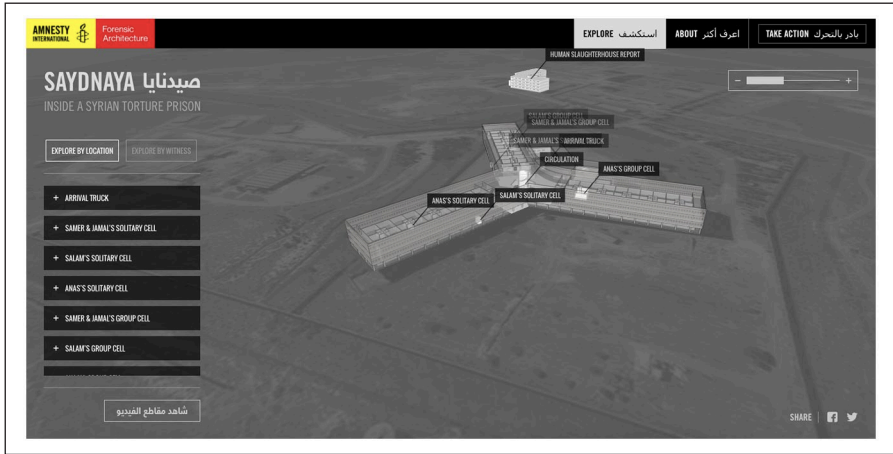 AMNESTY
INTERNATIONAL
Forensic
Architecture
EXPLORE استكشف
ABOUT اعرف أكثر
TAKE ACTION بادر بالتحرك
SAYDNAYA صيدنايا
INSIDE A SYRIAN TORTURE PRISON
EXPLORE BY LOCATION
EXPLORE BY WITNESS
+ ARRIVAL TRUCK
+ SAMER & JAMAL'S SOLITARY CELL
+ SALAM'S SOLITARY CELL
+ ANAS'S SOLITARY CELL
+ SAMER & JAMAL'S GROUP CELL
+ SALAM'S GROUP CELL
شاهد مقاطع الفيديو
HUMAN SLAUGHTERHOUSE REPORT
SALAM'S GROUP CELL
SAMER & JAMAL'S GROUP CELL
SAMER & JAMAL'S
ARRIVAL TRUCK
CIRCULATION
ANAS'S GROUP CELL
SALAM'S SOLITARY CELL
ANAS'S SOLITARY CELL
SHARE